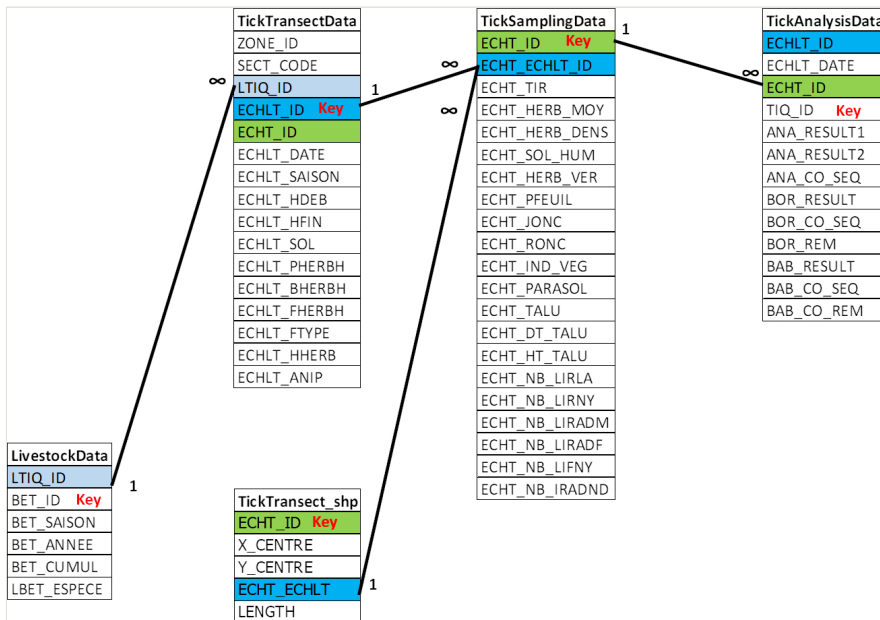 TickTransectData
ZONE_ID
SECT_CODE
∞
LTIQ_ID
1
ECHLT_ID Key
ECHT_ID
ECHLT_DATE
ECHLT_SAISON
ECHLT_HDEB
ECHLT_HFIN
ECHLT_SOL
ECHLT_PHERBH
ECHLT_BHERBH
ECHLT_FHERBH
ECHLT_FTYPE
ECHLT_HHERB
ECHLT_ANIP
TickSamplingData
1
ECHT_ID Key
∞
ECHT_ECHLT_ID
ECHT_TIR
∞
ECHT_HERB_MOY
ECHT_HERB_DENS
ECHT_SOL_HUM
ECHT_HERB_VER
ECHT_PFEUIL
ECHT_JONC
ECHT_RONC
ECHT_IND_VEG
ECHT_PARASOL
ECHT_TALU
ECHT_DT_TALU
ECHT_HT_TALU
ECHT_NB_LIRLA
ECHT_NB_LIRNY
ECHT_NB_LIRADM
ECHT_NB_LIRADF
ECHT_NB_LIFNY
ECHT_NB_IRADND
TickAnalysisData
ECHLT_ID
∞
ECHLT_DATE
ECHT_ID
TIQ_ID Key
ANA_RESULT1
ANA_RESULT2
ANA_CO_SEQ
BOR_RESULT
BOR_CO_SEQ
BOR_REM
BAB_RESULT
BAB_CO_SEQ
BAB_CO_REM
LivestockData
LTIQ_ID
1
BET_ID Key
BET_SAISON
BET_ANNEE
BET_CUMUL
LBET_ESPECE
TickTransect_shp
ECHT_ID Key
X_CENTRE
Y_CENTRE
ECHT_ECHLT
1
LENGTH